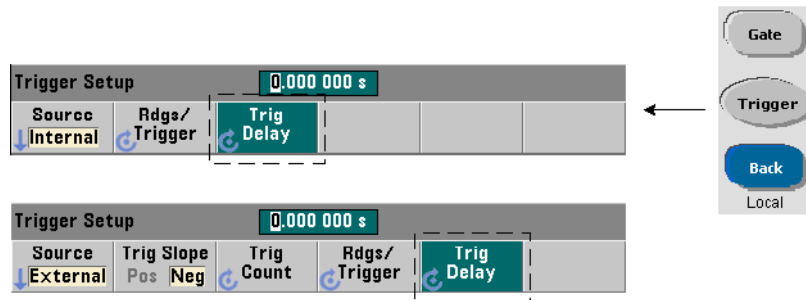 Gate
Trigger Setup 0.000 000 s
Source Rdgs/ Trig
Internal Trigger Delay
Trigger
Back
Local
Trigger Setup 0.000 000 s
Source Trig Slope Trig Rdgs/ Trig
External Pos Neg Count Trigger Delay